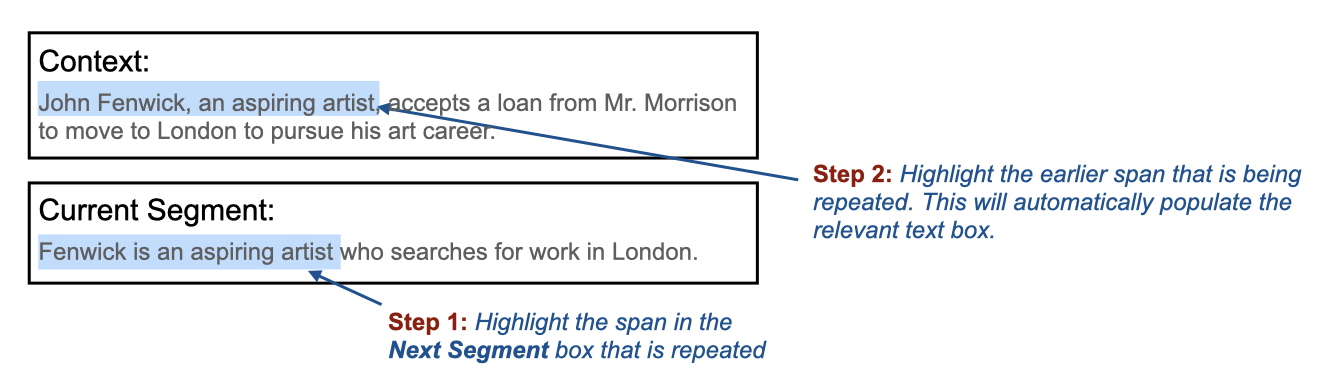 Context:
John Fenwick, an aspiring artist, accepts a loan from Mr. Morrison
to move to London to pursue his art career.
Step 2: Highlight the earlier span that is being
repeated. This will automatically populate the
relevant text box.
Current Segment:
Fenwick is an aspiring artist who searches for work in London.
Step 1: Highlight the span in the
Next Segment box that is repeated